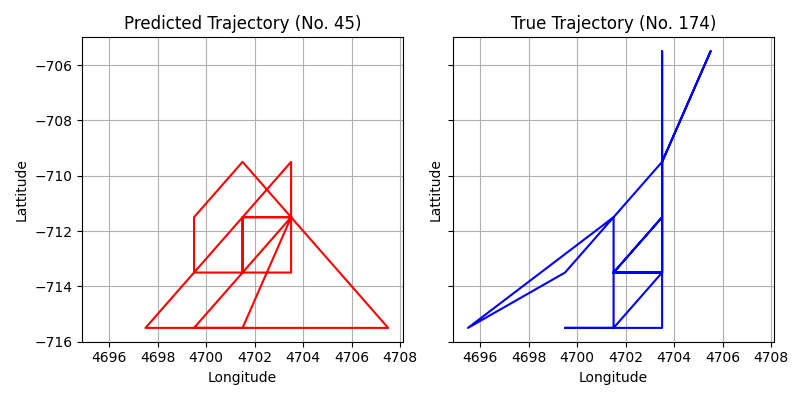 Predicted Trajectory (No. 45)
True Trajectory (No. 174)
Lattitude
−706
−708
−710
−712
−714
−716
4696 4698 4700 4702 4704 4706 4708
Longitude
Lattitude
4696 4698 4700 4702 4704 4706 4708
Longitude